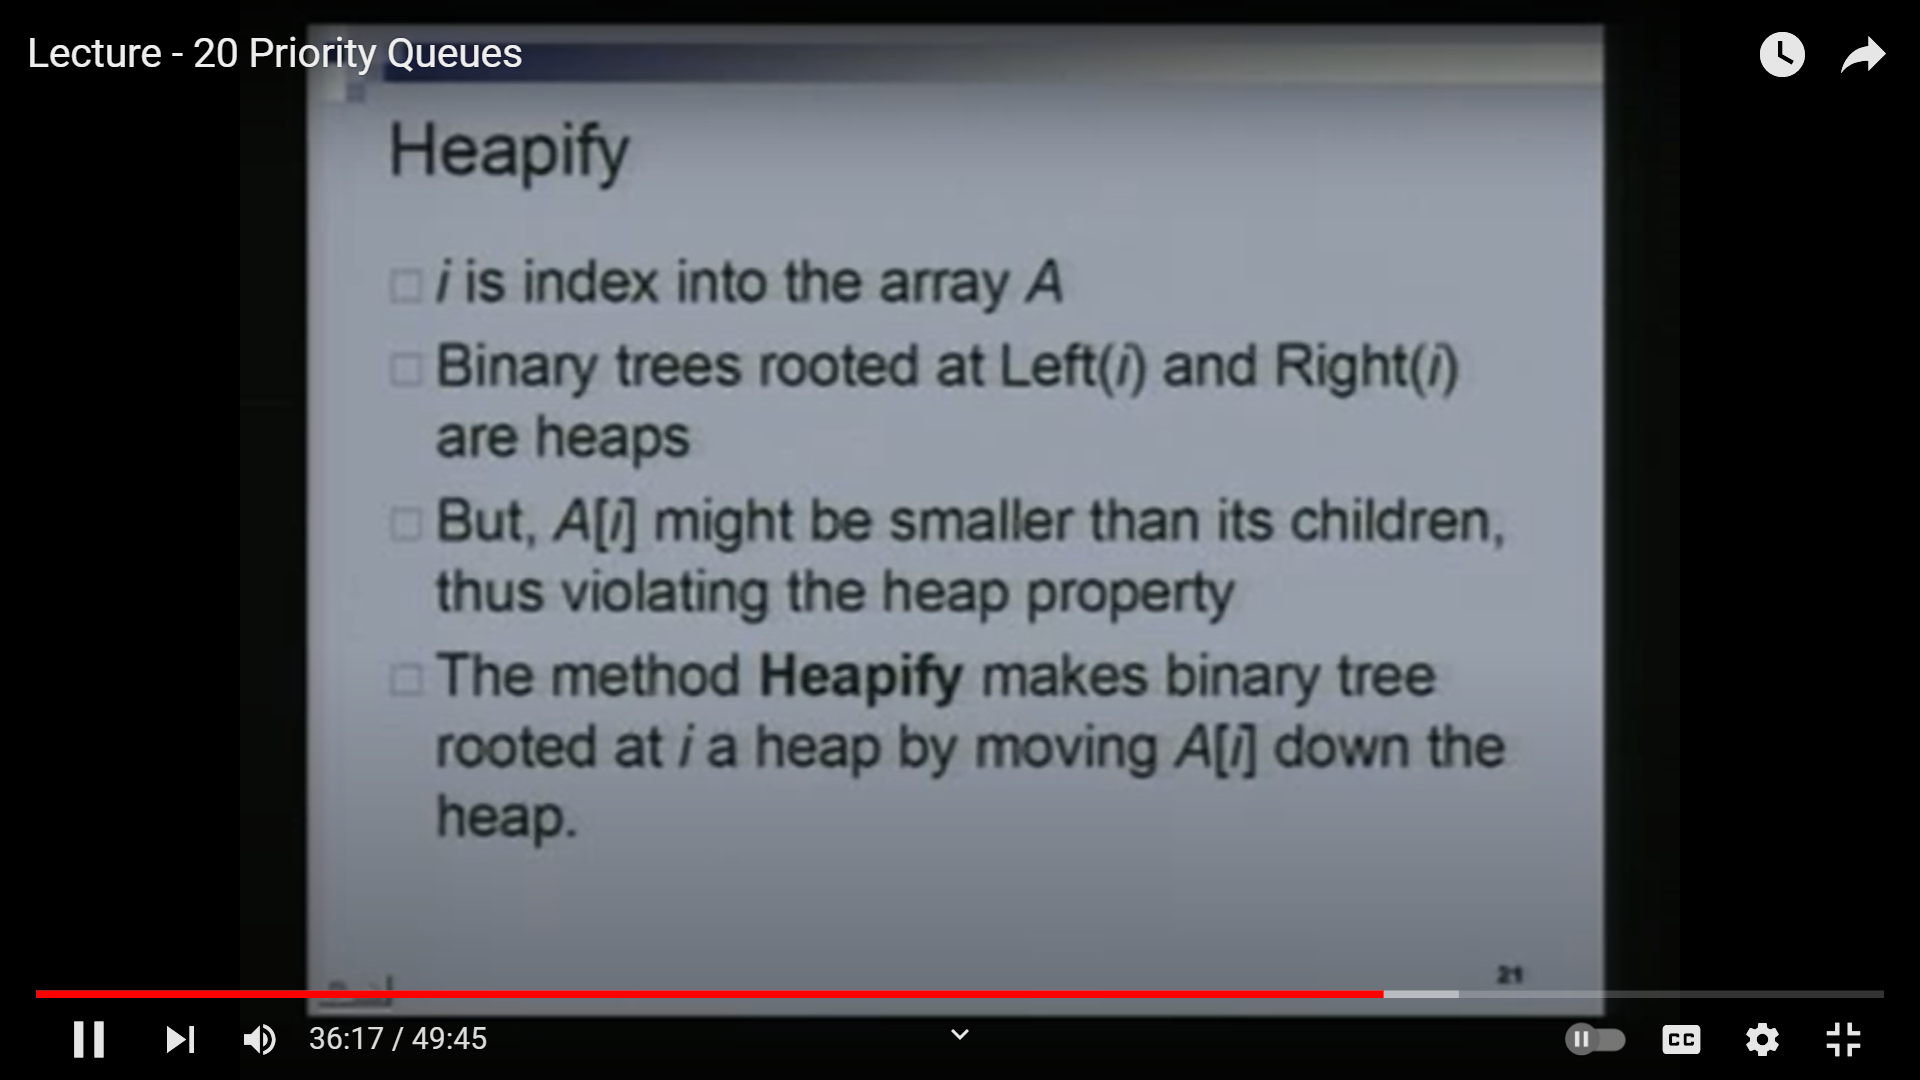 Lecture - 20 Priority Queues
Heapify
i is index into the array A
Binary trees rooted at Left(i) and Right(i)
are heaps
But, A[i] might be smaller than its children,
thus violating the heap property
The method Heapify makes binary tree
rooted at i a heap by moving A[i] down the
heap.
21
36:17 / 49:45
CC